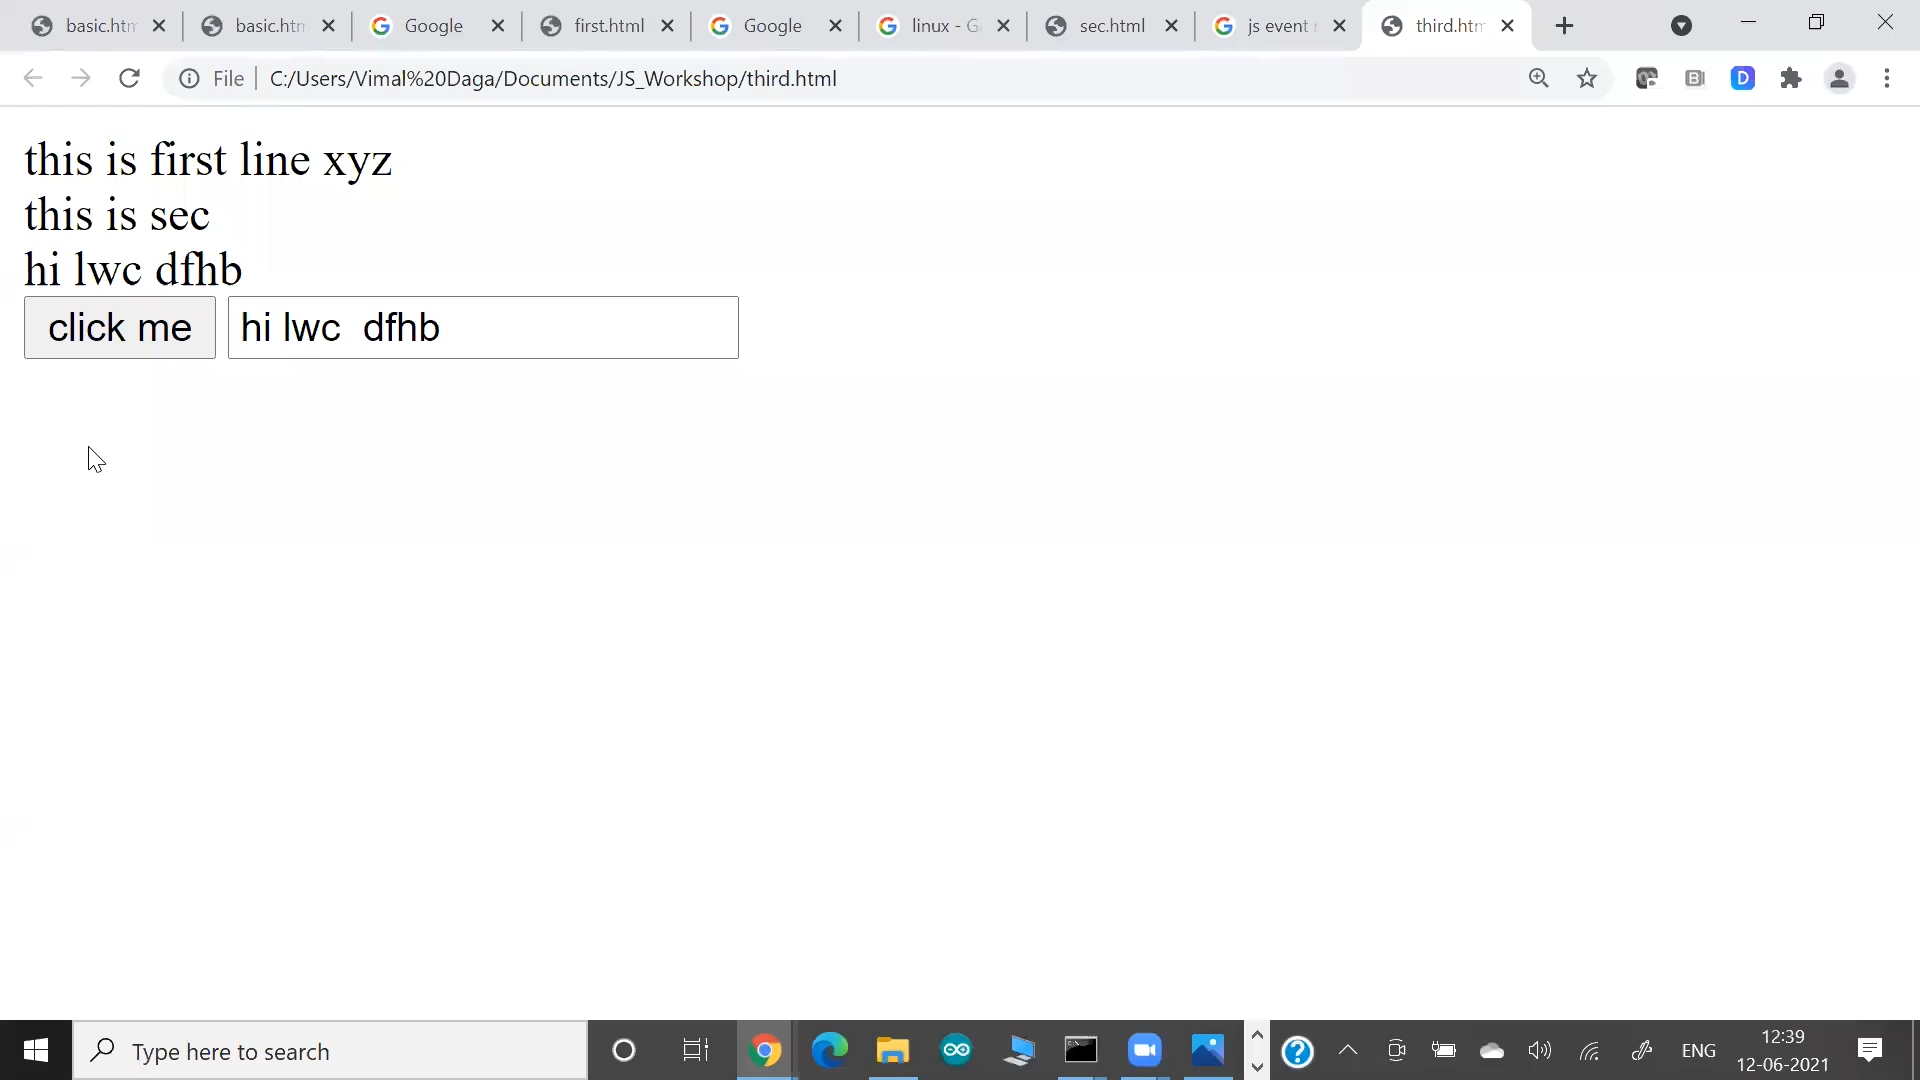 basic.htm
basic.htm
Google
first.html
Google
linux - G
sec.html
js event
third.htm
File
C:/Users/Vimal%20Daga/Documents/JS_Workshop/third.html
B
D
this is first line xyz
this is sec
hi lwc dfhb
click me
hi lwc  dfhb
Type here to search
ENG
12:39
12-06-2021